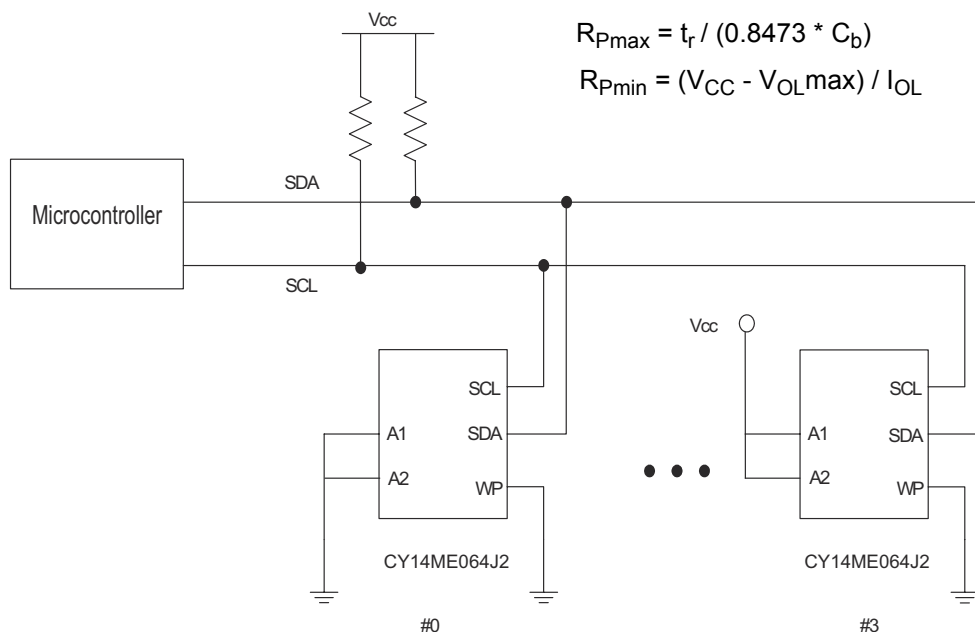 Vcc
R_Pmax = t_r / (0.8473 * C_b)
R_Pmin = (V_CC - V_OLmax) / I_OL
Microcontroller
SDA
SCL
Vcc
SCL
A1
SDA
A2
WP
SCL
A1
SDA
A2
WP
CY14ME064J2
CY14ME064J2
#0
#3